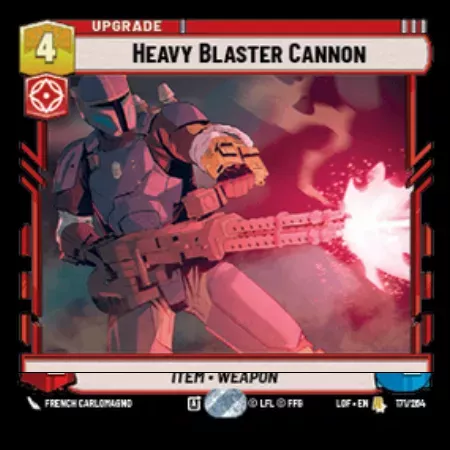 UPGRADE
4
HEAVY BLASTER CANNON
ITEM • WEAPON
FRENCH CARLOMAGNO
© LFL © FFG
LOF • EN
171/264